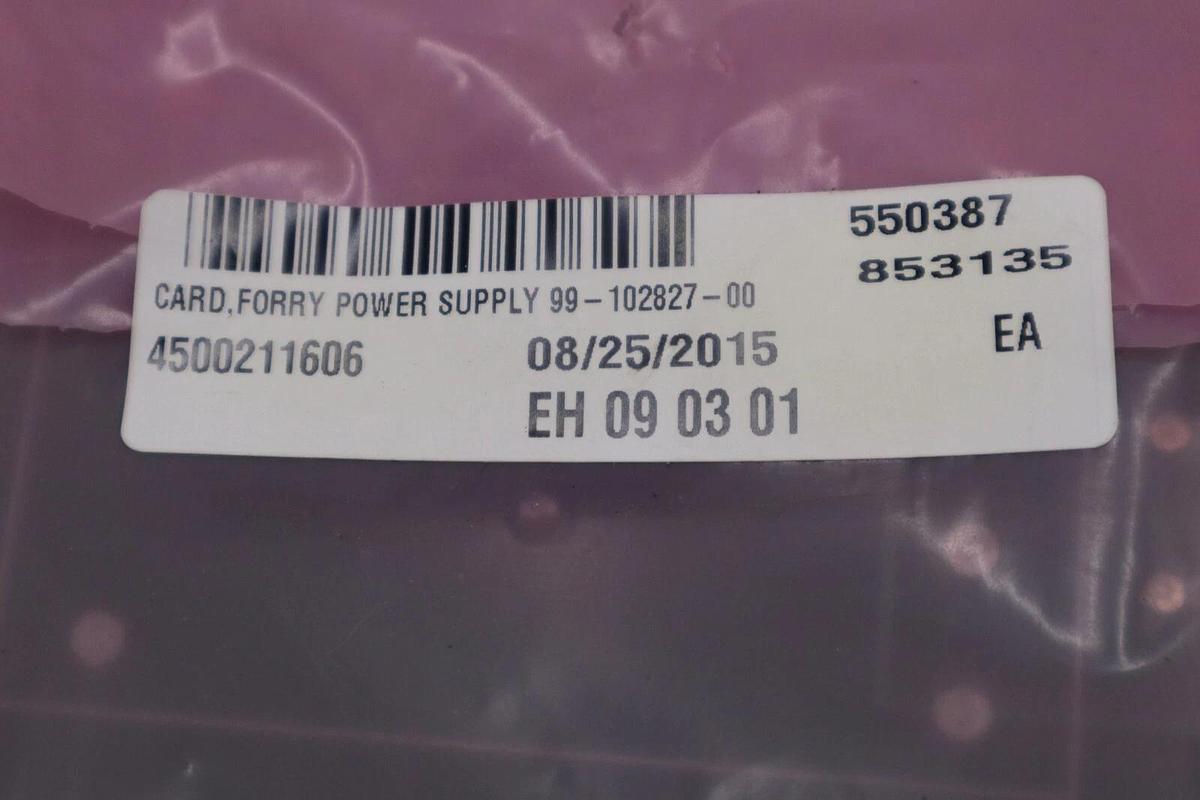 550387
853135
CARD,FORRY POWER SUPPLY 99-102827-00
4500211606 08/25/2015 EA
EH 09 03 01